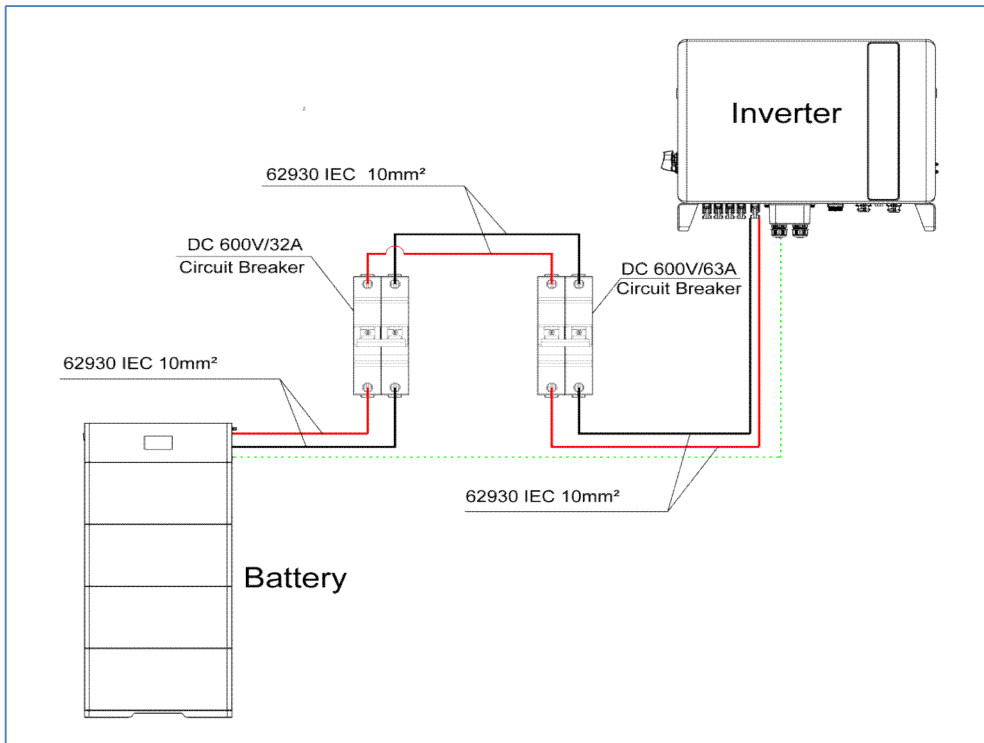 Inverter
62930 IEC  10mm²
DC 600V/32A
Circuit Breaker
DC 600V/63A
Circuit Breaker
62930 IEC 10mm²
62930 IEC 10mm²
Battery